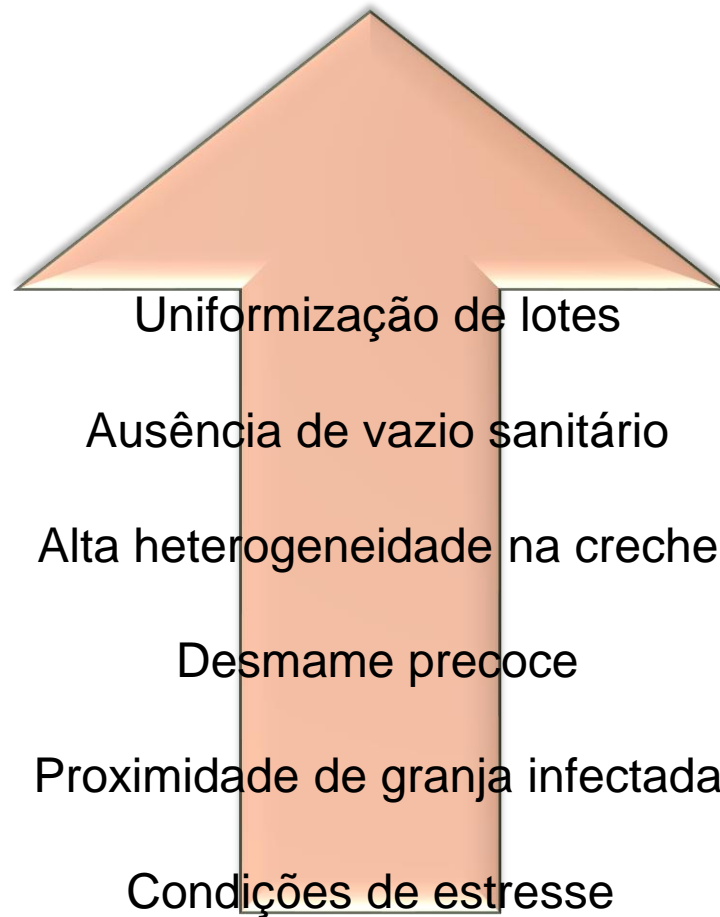 Uniformização de lotes
Ausência de vazio sanitário
Alta heterogeneidade na creche
Desmame precoce
Proximidade de granja infectada
Condições de estresse